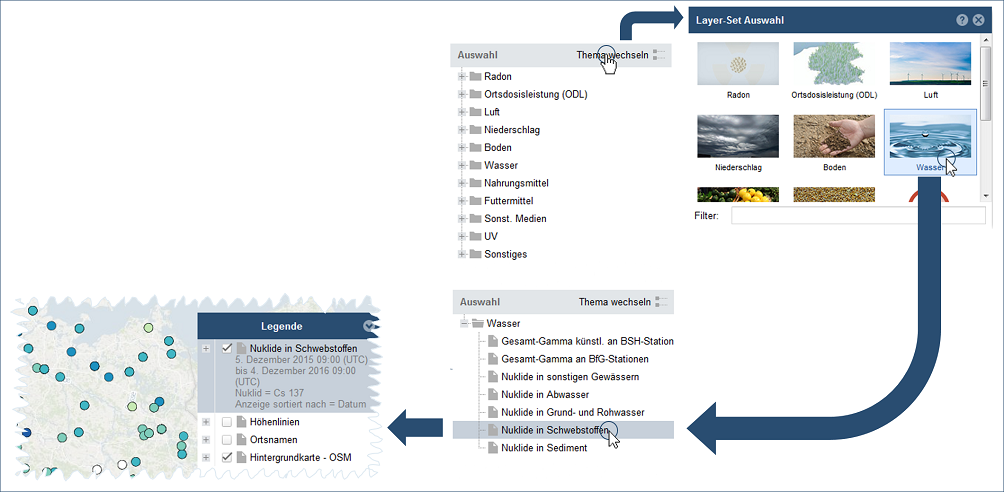 Auswahl Thema wechseln
Radon
Ortsdosisleistung (ODL)
Luft
Niederschlag
Boden
Wasser
Nahrungsmittel
Futtermittel
Sonst. Medien
UV
Sonstiges
Layer-Set Auswahl
Radon Ortsdosisleistung (ODL) Luft
Niederschlag Boden Wasser
Filter:
Auswahl Thema wechseln
Wasser
Gesant-Gamma künstl. an BSH-Station
Gesant-Gamma an BfG-Stationen
Nuklide in sonstigen Gewässern
Nuklide in Abwasser
Nuklide in Grund- und Rohwasser
Nuklide in Schwebstoffen
Nuklide in Sediment
Legende
Nuklide in Schwebstoffen
5. Dezember 2015 09:00 (UTC)
bis 4. Dezember 2016 09:00
(UTC)
Nuklid = Cs 137
Anzeige sortiert nach = Datum
Höhenlinien
Ortsnamen
Hintergrundkarte - OSM